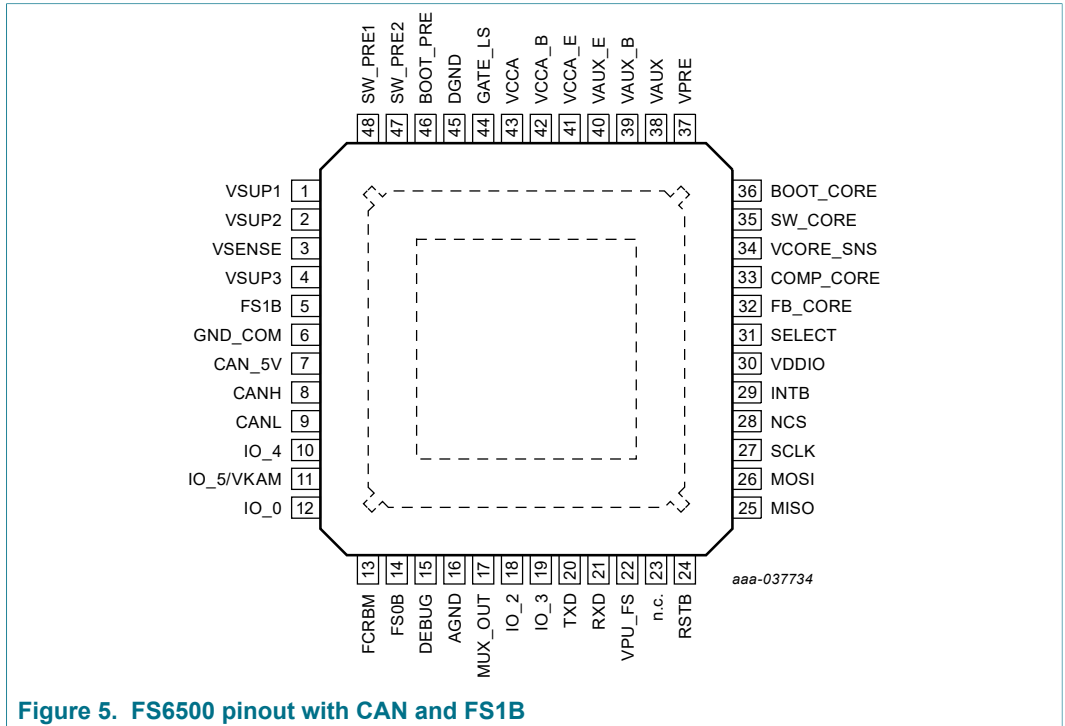 SW_PRE1
SW_PRE2
BOOT_PRE
DGND
GATE_LS
VCCA
VCCA_B
VCCA_E
VAUX_E
VAUX_B
VAUX
VPRE
48 47 46 45 44 43 42 41 40 39 38 37
VSUP1 1
VSUP2 2
VSENSE 3
VSUP3 4
FS1B 5
GND_COM 6
CAN_5V 7
CANH 8
CANL 9
IO_4 10
IO_5/VKAM 11
IO_0 12
36 BOOT_CORE
35 SW_CORE
34 VCORE_SNS
33 COMP_CORE
32 FB_CORE
31 SELECT
30 VDDIO
29 INTB
28 NCS
27 SCLK
26 MOSI
25 MISO
13 14 15 16 17 18 19 20 21 22 23 24
FCRBM
FS0B
DEBUG
AGND
MUX_OUT
IO_2
IO_3
TXD
RXD
VPU_FS
n.c.
RSTB
aaa-037734
Figure 5. FS6500 pinout with CAN and FS1B